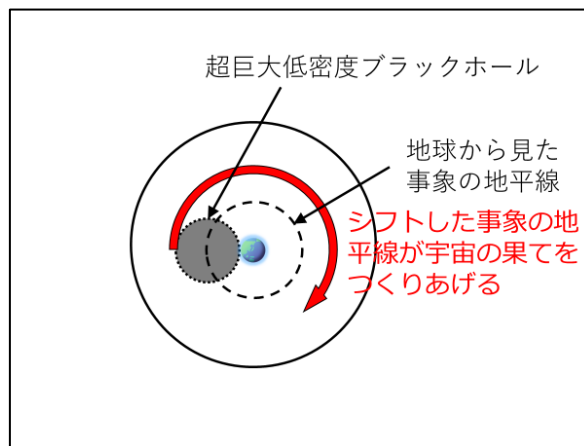 超巨大低密度ブラックホール
地球から見た
事象の地平線
シフトした事象の地
平線が宇宙の果てを
つくりあげる